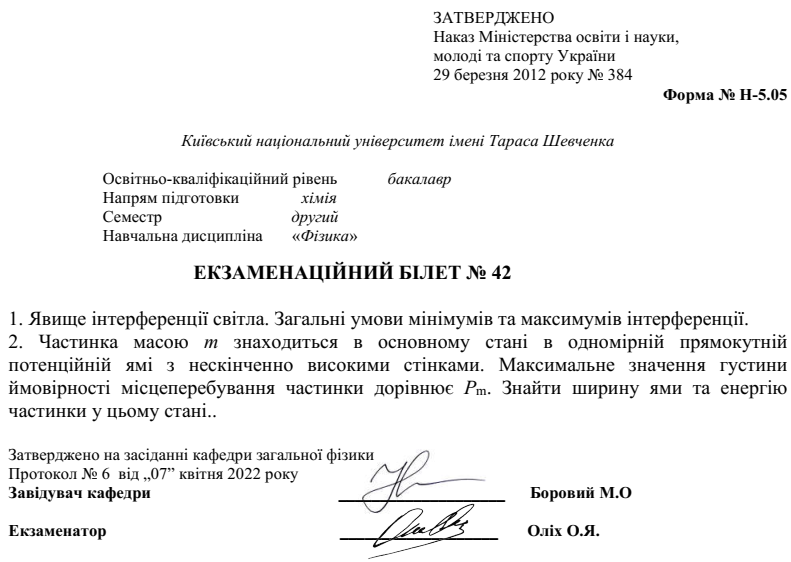 ЗАТВЕРДЖЕНО
Наказ Міністерства освіти і науки,
молоді та спорту України
29 березня 2012 року № 384
Форма № Н-5.05
Київський національний університет імені Тараса Шевченка
Освітньо-кваліфікаційний рівень бакалавр
Напрям підготовки хімія
Семестр другий
Навчальна дисципліна «Фізика»
ЕКЗАМЕНАЦІЙНИЙ БІЛЕТ № 42
1. Явище інтерференції світла. Загальні умови мінімумів та максимумів інтерференції.
2. Частинка масою m знаходиться в основному стані в одномірній прямокутній
потенційній ямі з нескінченно високими стінками. Максимальне значення густини
ймовірності місцеперебування частинки дорівнює Pm. Знайти ширину ями та енергію
частинки у цьому стані..
Затверджено на засіданні кафедри загальної фізики
Протокол № 6 від „07” квітня 2022 року
Завідувач кафедри ____________________ Боровий М.О
Екзаменатор ____________________ Оліх О.Я.